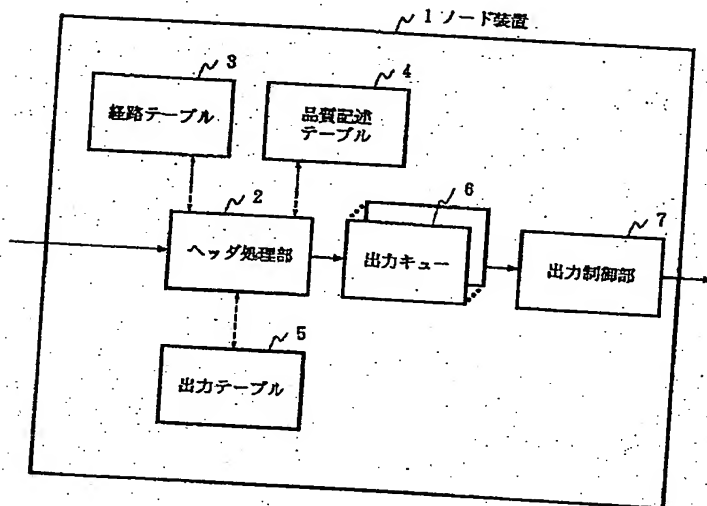 1 ノード装置
3
4
経路テーブル
品質記述
テーブル
2
6
7
ヘッダ処理部
出力キュー
出力制御部
5
出力テーブル